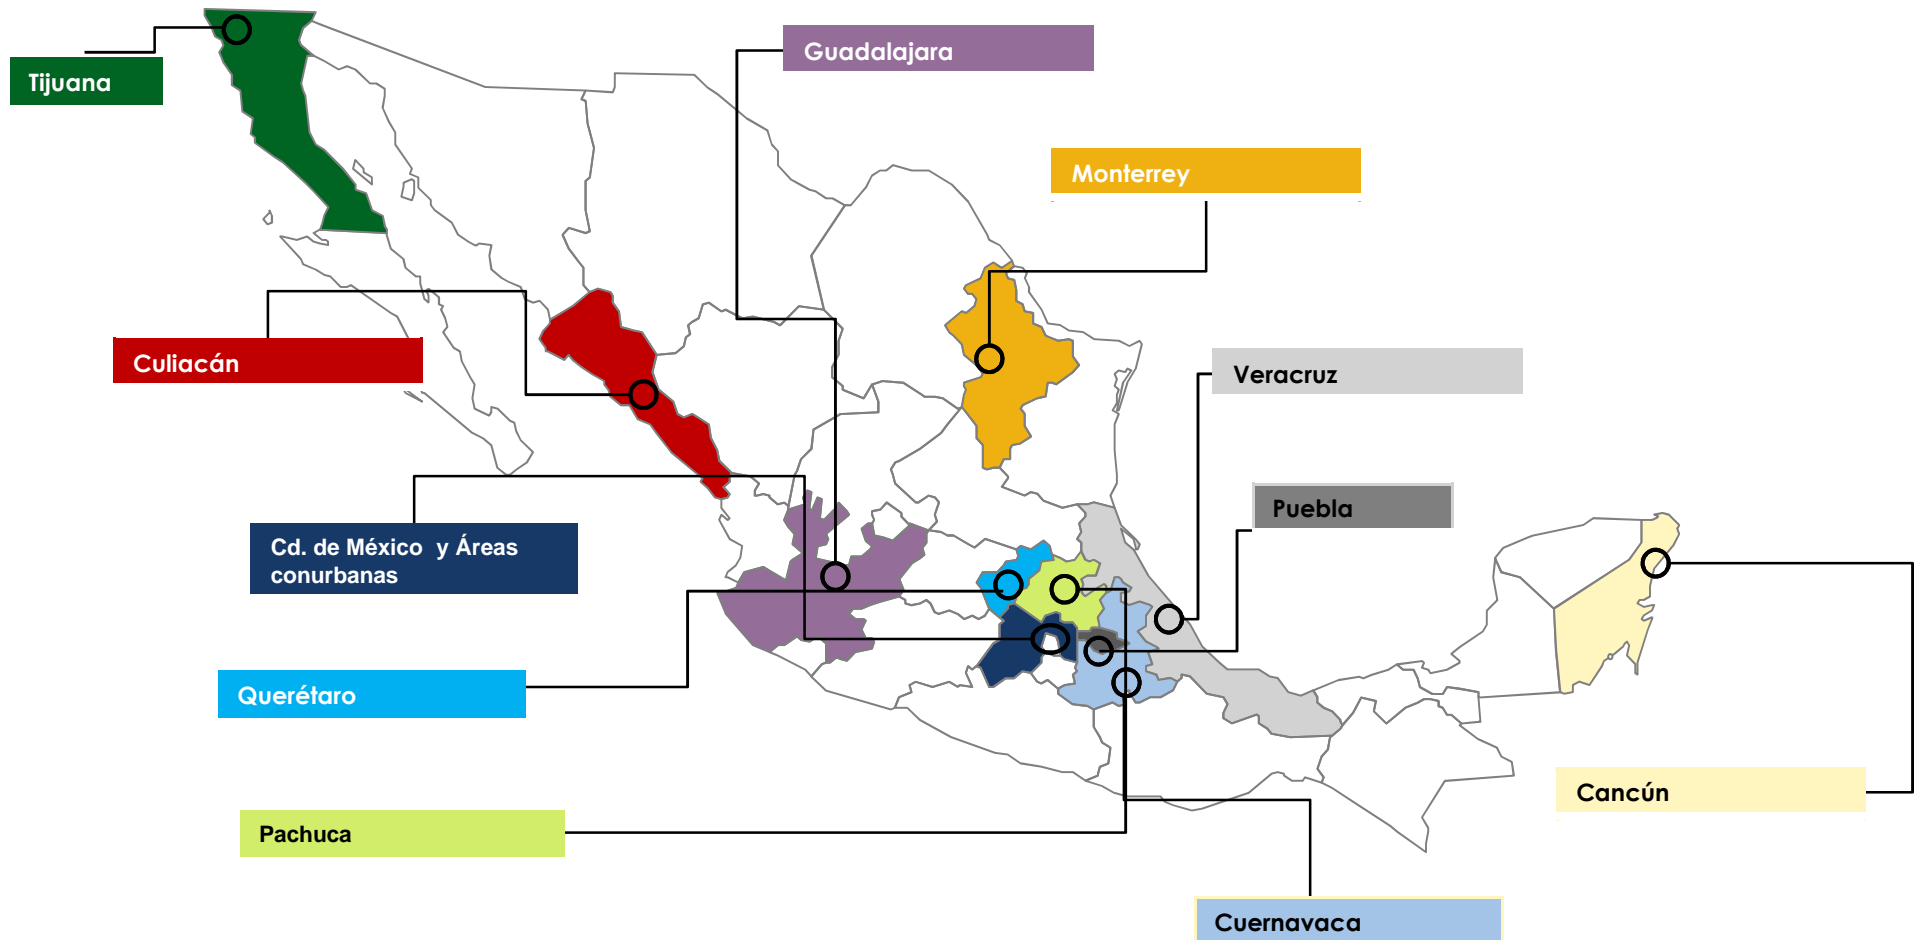 Tijuana
Guadalajara
Monterrey
Culiacán
Veracruz
Puebla
Cd. de México  y Áreas
conurbanas
Querétaro
Cancún
Pachuca
Cuernavaca